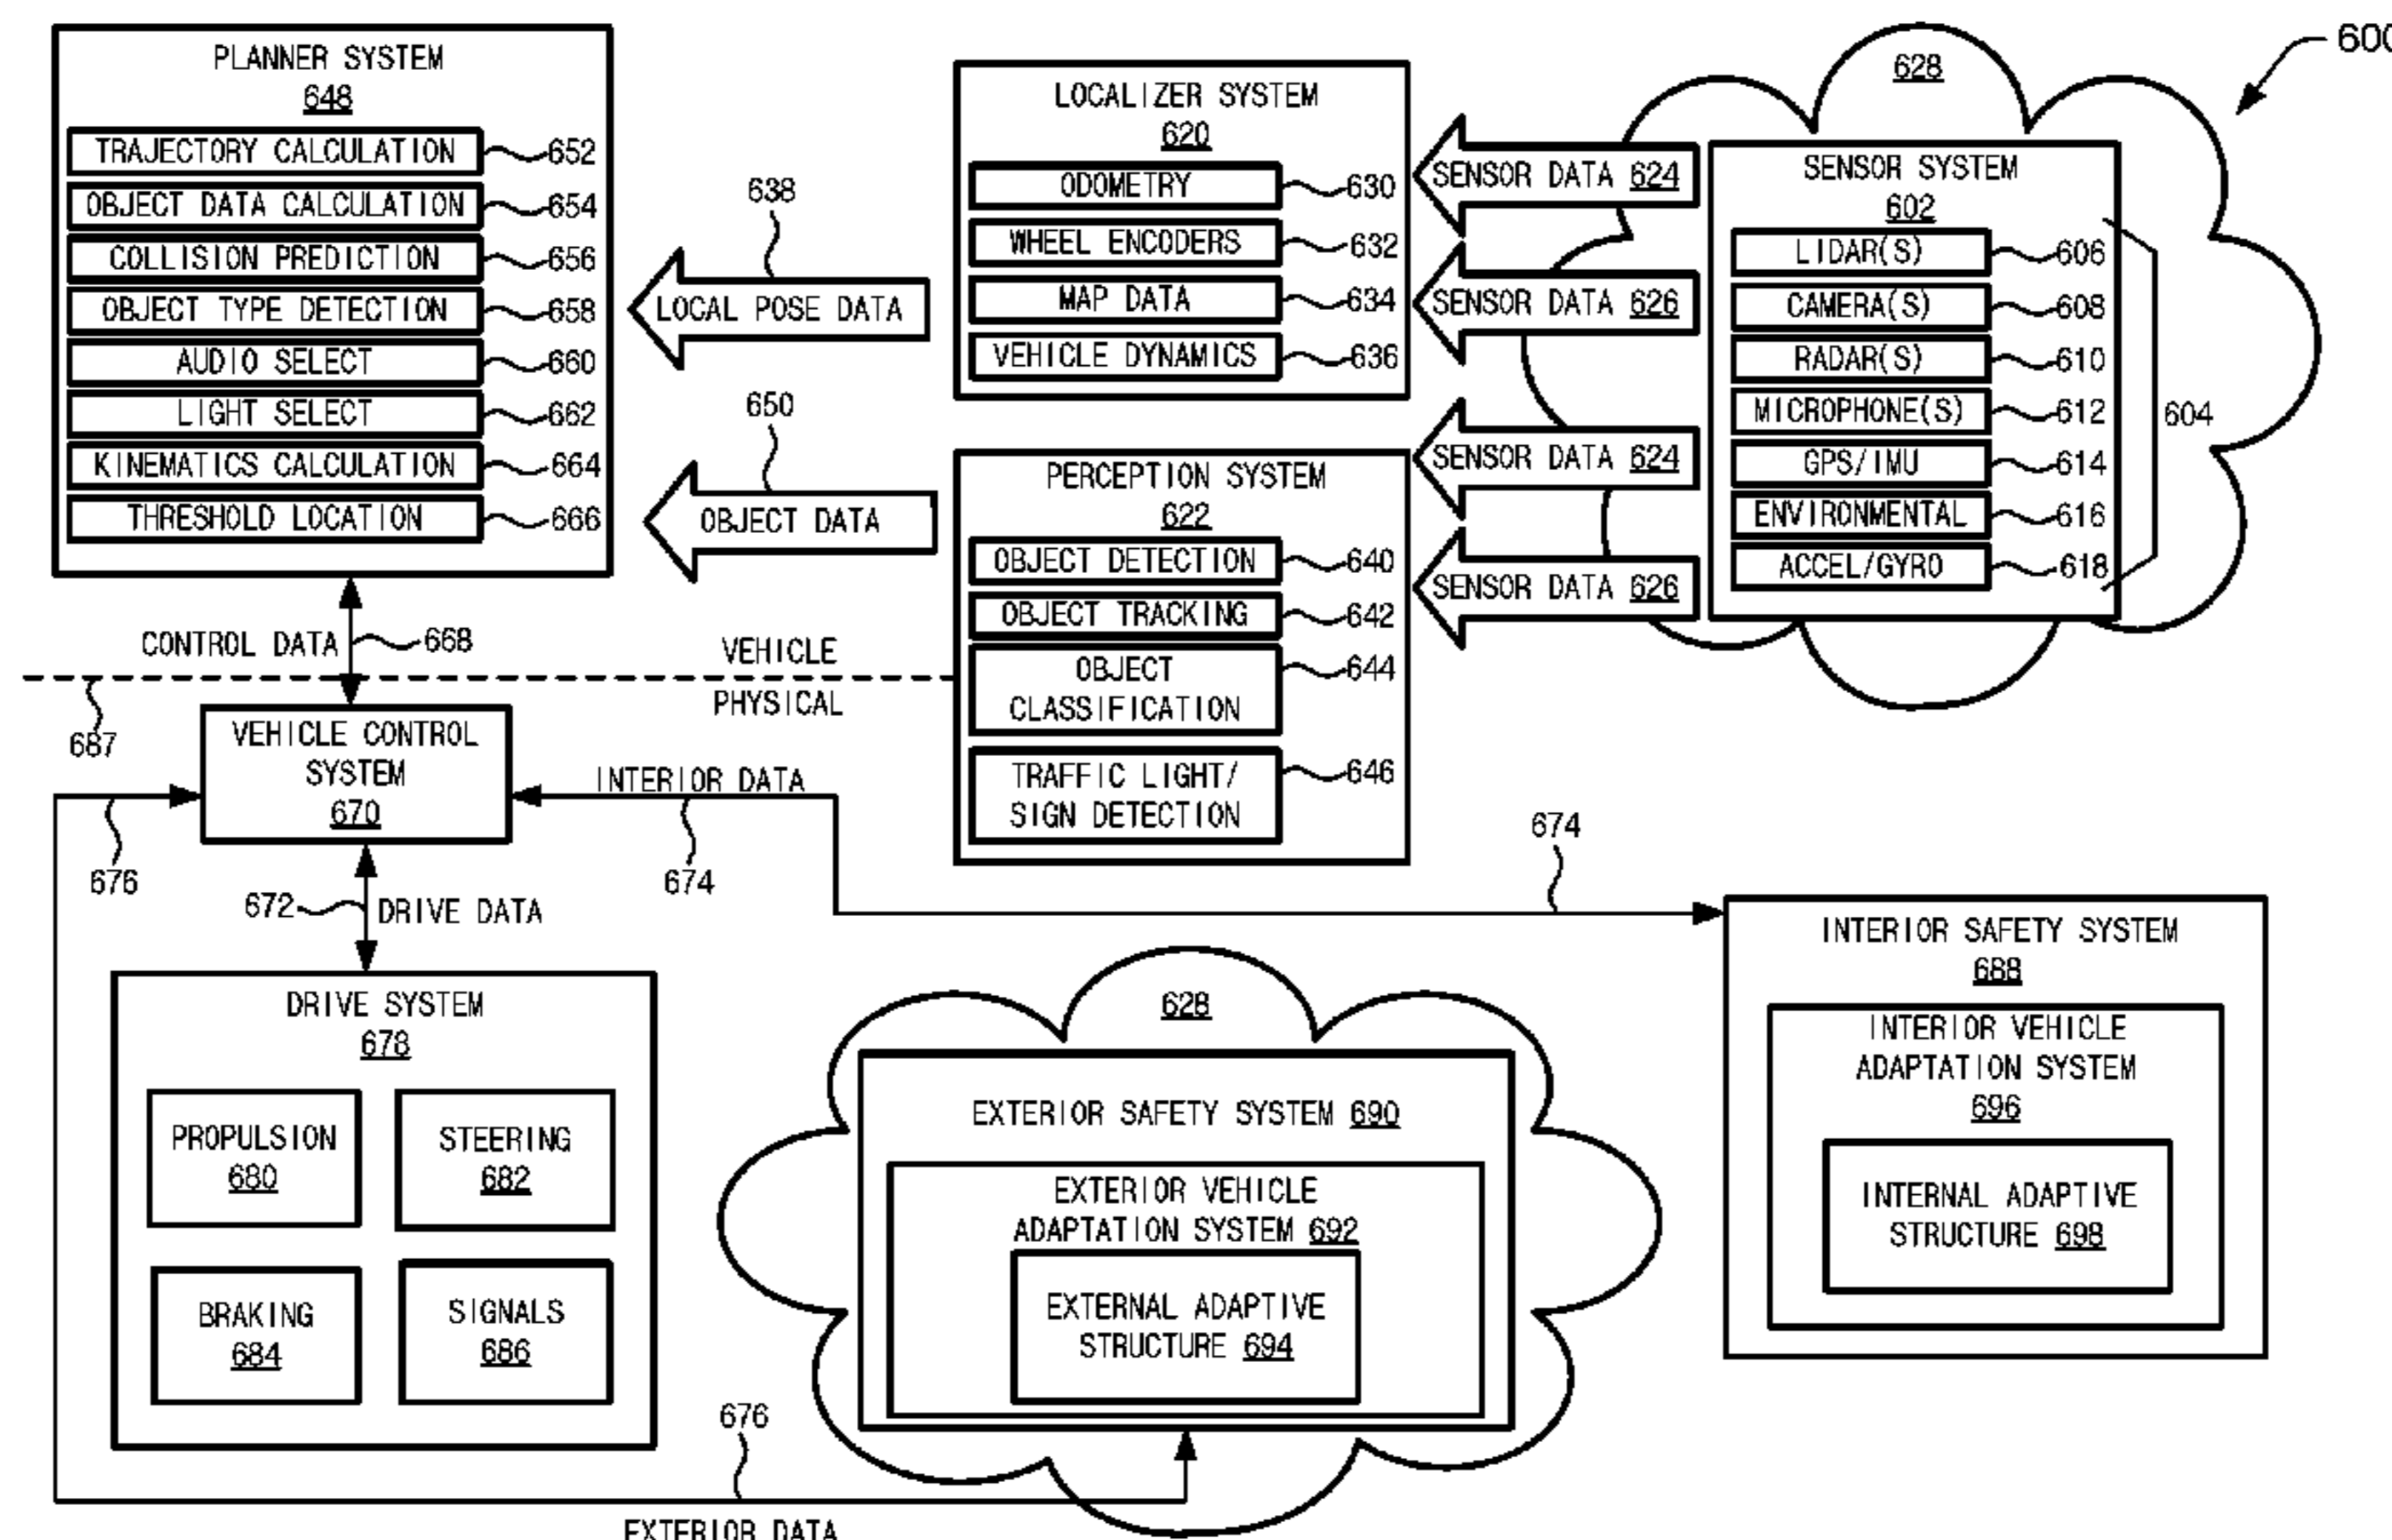 PLANNER SYSTEM
648
TRAJECTORY CALCULATION 652
OBJECT DATA CALCULATION 654
COLLISION PREDICTION 656
OBJECT TYPE DETECTION 658
AUDIO SELECT 660
LIGHT SELECT 662
KINEMATICS CALCULATION 664
THRESHOLD LOCATION 666
638
LOCAL POSE DATA
650
OBJECT DATA
LOCALIZER SYSTEM
620
ODOMETRY 630
WHEEL ENCODERS 632
MAP DATA 634
VEHICLE DYNAMICS 636
PERCEPTION SYSTEM
622
OBJECT DETECTION 640
OBJECT TRACKING 642
OBJECT 644
CLASSIFICATION
TRAFFIC LIGHT/ 646
SIGN DETECTION
SENSOR DATA 624
SENSOR DATA 626
SENSOR DATA 624
SENSOR DATA 626
628
600
SENSOR SYSTEM
602
LIDAR(S) 606
CAMERA(S) 608
RADAR(S) 610
MICROPHONE(S) 612
604
GPS/IMU 614
ENVIRONMENTAL 616
ACCEL/GYRO 618
CONTROL DATA 668
VEHICLE
PHYSICAL
687
VEHICLE CONTROL
SYSTEM
670
INTERIOR DATA
676
674
674
672 DRIVE DATA
DRIVE SYSTEM
678
PROPULSION
680
STEERING
682
BRAKING
684
SIGNALS
686
628
EXTERIOR SAFETY SYSTEM 690
EXTERIOR VEHICLE
ADAPTATION SYSTEM 692
EXTERNAL ADAPTIVE
STRUCTURE 694
INTERIOR SAFETY SYSTEM
688
INTERIOR VEHICLE
ADAPTATION SYSTEM
696
INTERNAL ADAPTIVE
STRUCTURE 698
676
EXTERIOR DATA